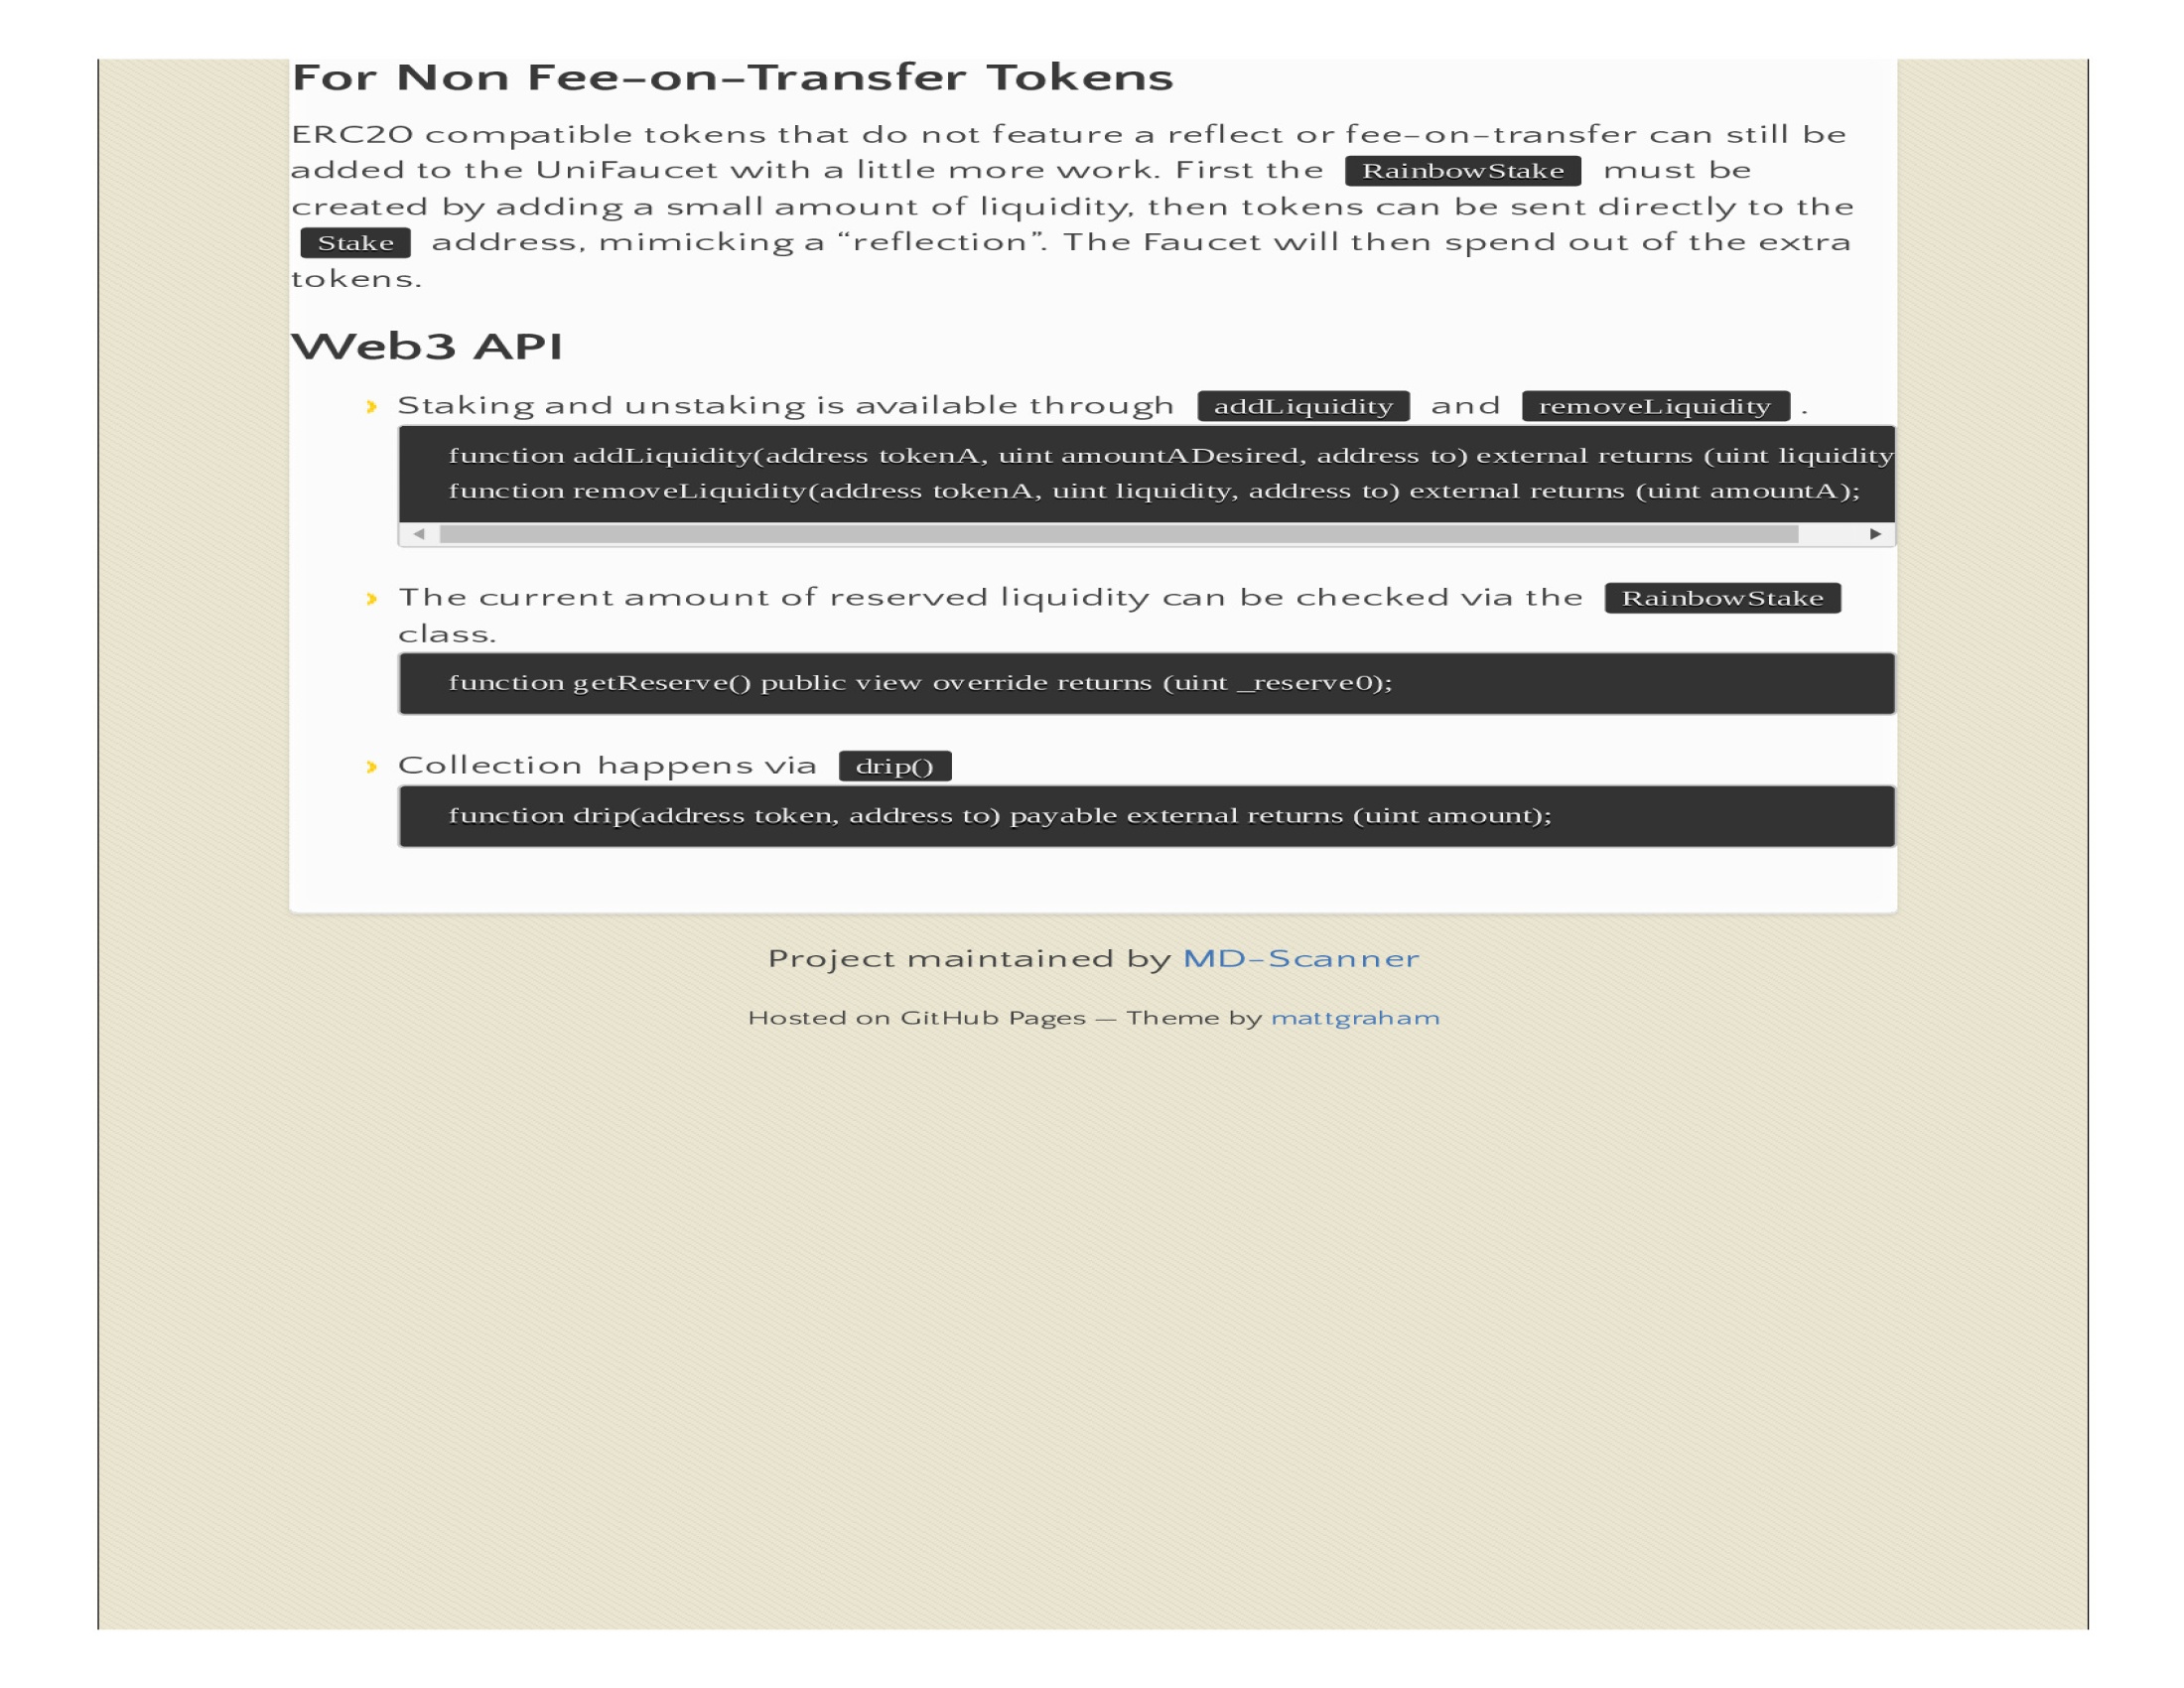 For Non Fee-on-Transfer Tokens
ERC20 compatible tokens that do not feature a reflect or fee-on-transfer can still be
added to the UniFaucet with a little more work. First the RainbowStake must be
created by adding a small amount of liquidity, then tokens can be sent directly to the
Stake address, mimicking a “reflection”. The Faucet will then spend out of the extra
tokens.
Web3 API
Staking and unstaking is available through addLiquidity and removeLiquidity .
function addLiquidity(address tokenA, uint amountADesired, address to) external returns (uint liquidity
function removeLiquidity(address tokenA, uint liquidity, address to) external returns (uint amountA);
The current amount of reserved liquidity can be checked via the RainbowStake
class.
function getReserve() public view override returns (uint _reserve0);
Collection happens via drip()
function drip(address token, address to) payable external returns (uint amount);
Project maintained by MD-Scanner
Hosted on GitHub Pages — Theme by mattgraham